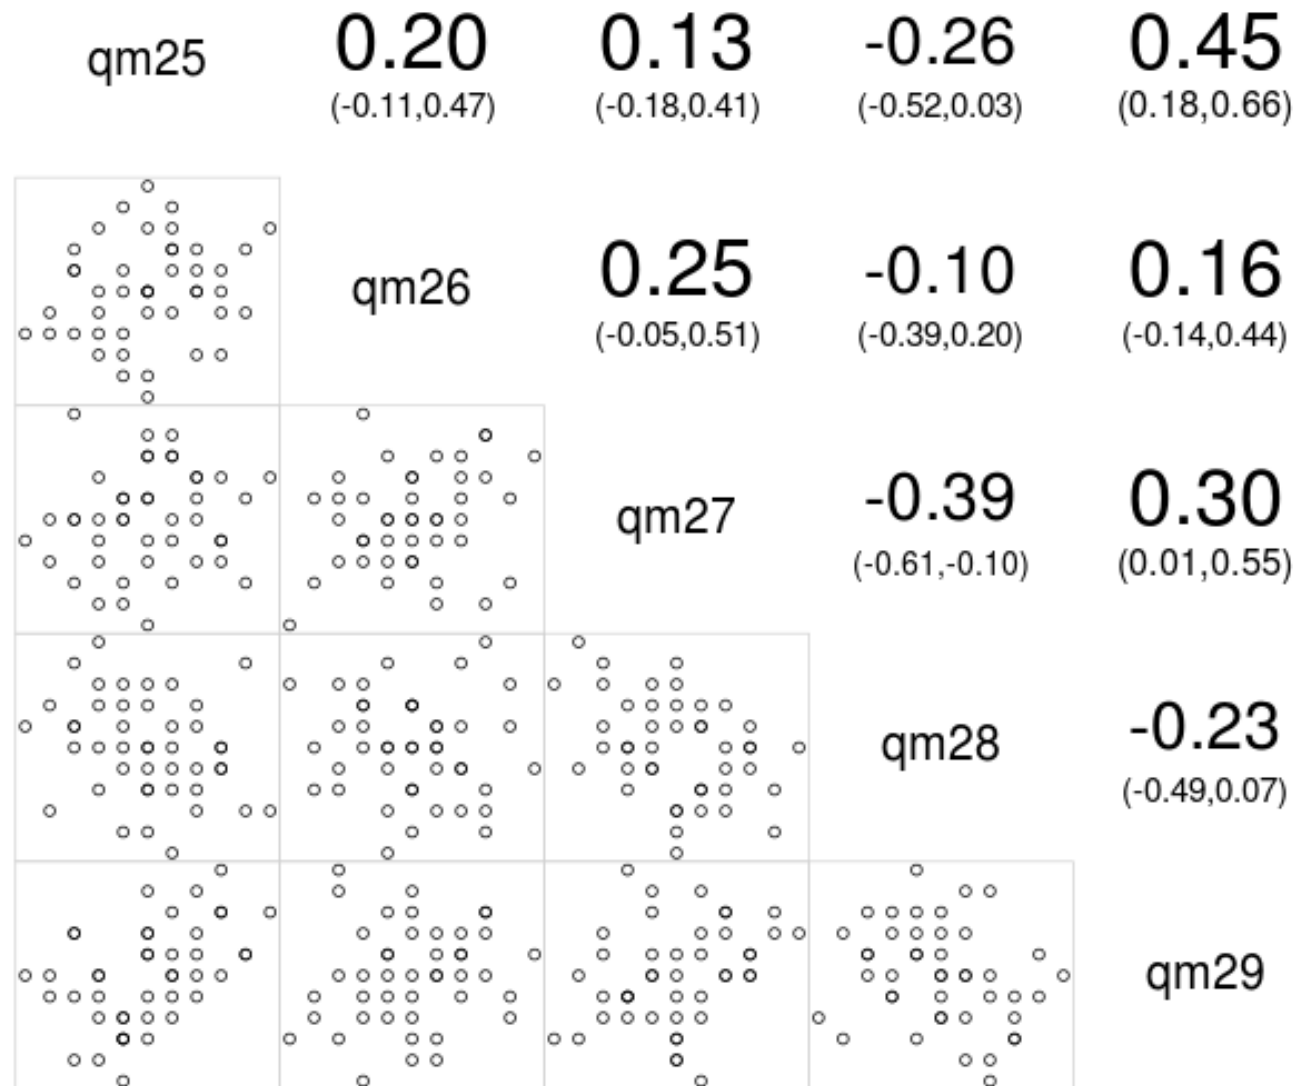 qm25 0.20 0.13 -0.26 0.45
(-0.11,0.47) (-0.18,0.41) (-0.52,0.03) (0.18,0.66)
qm26 0.25 -0.10 0.16
(-0.05,0.51) (-0.39,0.20) (-0.14,0.44)
qm27 -0.39 0.30
(-0.61,-0.10) (0.01,0.55)
qm28 -0.23
(-0.49,0.07)
qm29